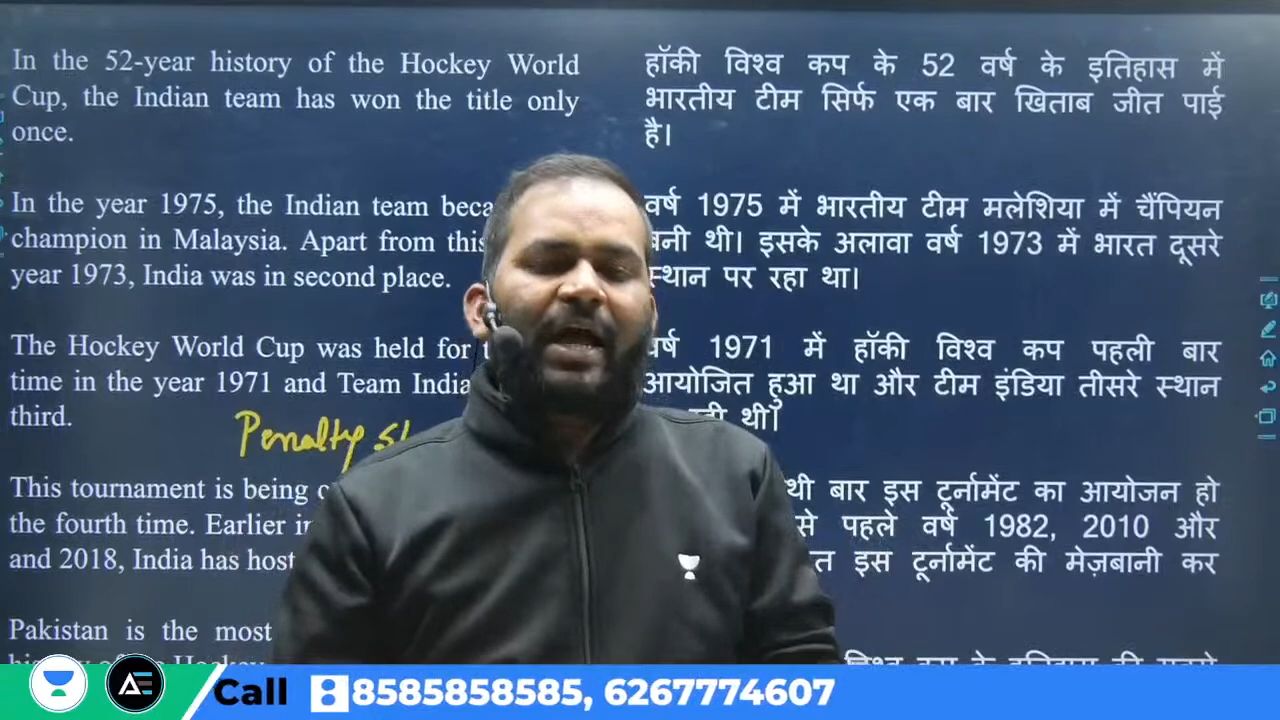 In the 52-year history of the Hockey World
Cup, the Indian team has won the title only
once.
In the year 1975, the Indian team
champion in Malaysia. Apart from this
year 1973, India was in second place.
The Hockey World Cup was held for
time in the year 1971 and Team India
third.
Penalty
This tournament is being
the fourth time. Earlier
and 2018, India has
Pakistan is the most
हॉकी विश्व कप के 52 वर्ष के इतिहास में
भारतीय टीम सिर्फ एक बार खिताब जीत पाई
है।
वर्ष 1975 में भारतीय टीम मलेशिया में चैंपियन
बनी थी। इसके अलावा वर्ष 1973 में भारत दूसरे
स्थान पर रहा था।
वर्ष 1971 में हॉकी विश्व कप पहली बार
आयोजित हुआ था और टीम इंडिया तीसरे स्थान
थी।
बार इस टूर्नामेंट का आयोजन हो
से पहले वर्ष 1982, 2010 और
इस टूर्नामेंट की मेज़बानी कर
Call 8585858585, 6267774607